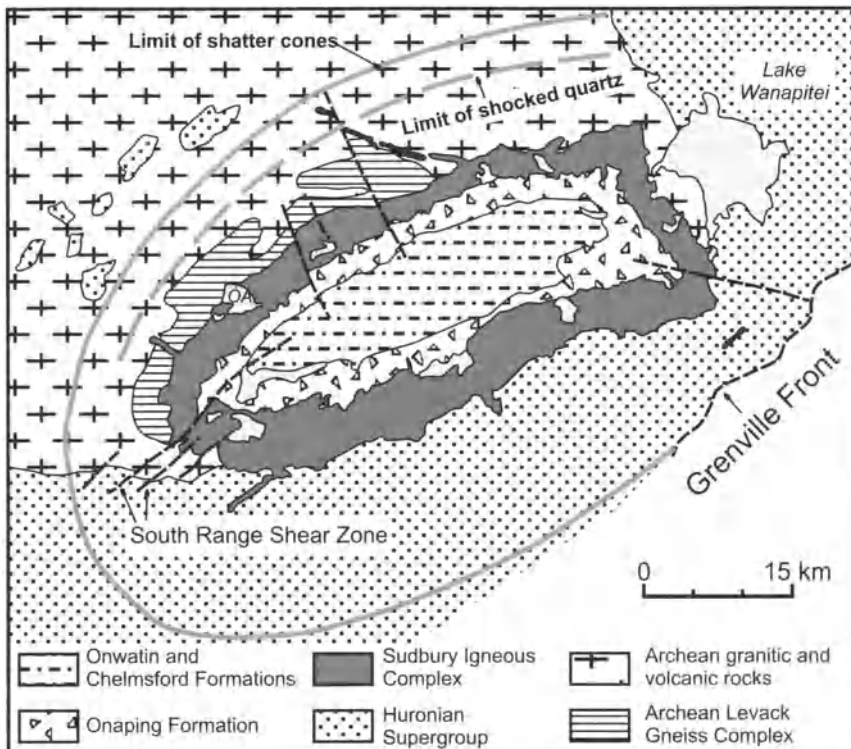 Limit of shatter cones
Lake
Wanapitei
Limit of shocked quartz
OA
Grenville Front
South Range Shear Zone
0 15 km
Onwatin and
Chelmsford Formations
Sudbury Igneous
Complex
Archean granitic and
volcanic rocks
Onaping Formation
Huronian
Supergroup
Archean Levack
Gneiss Complex